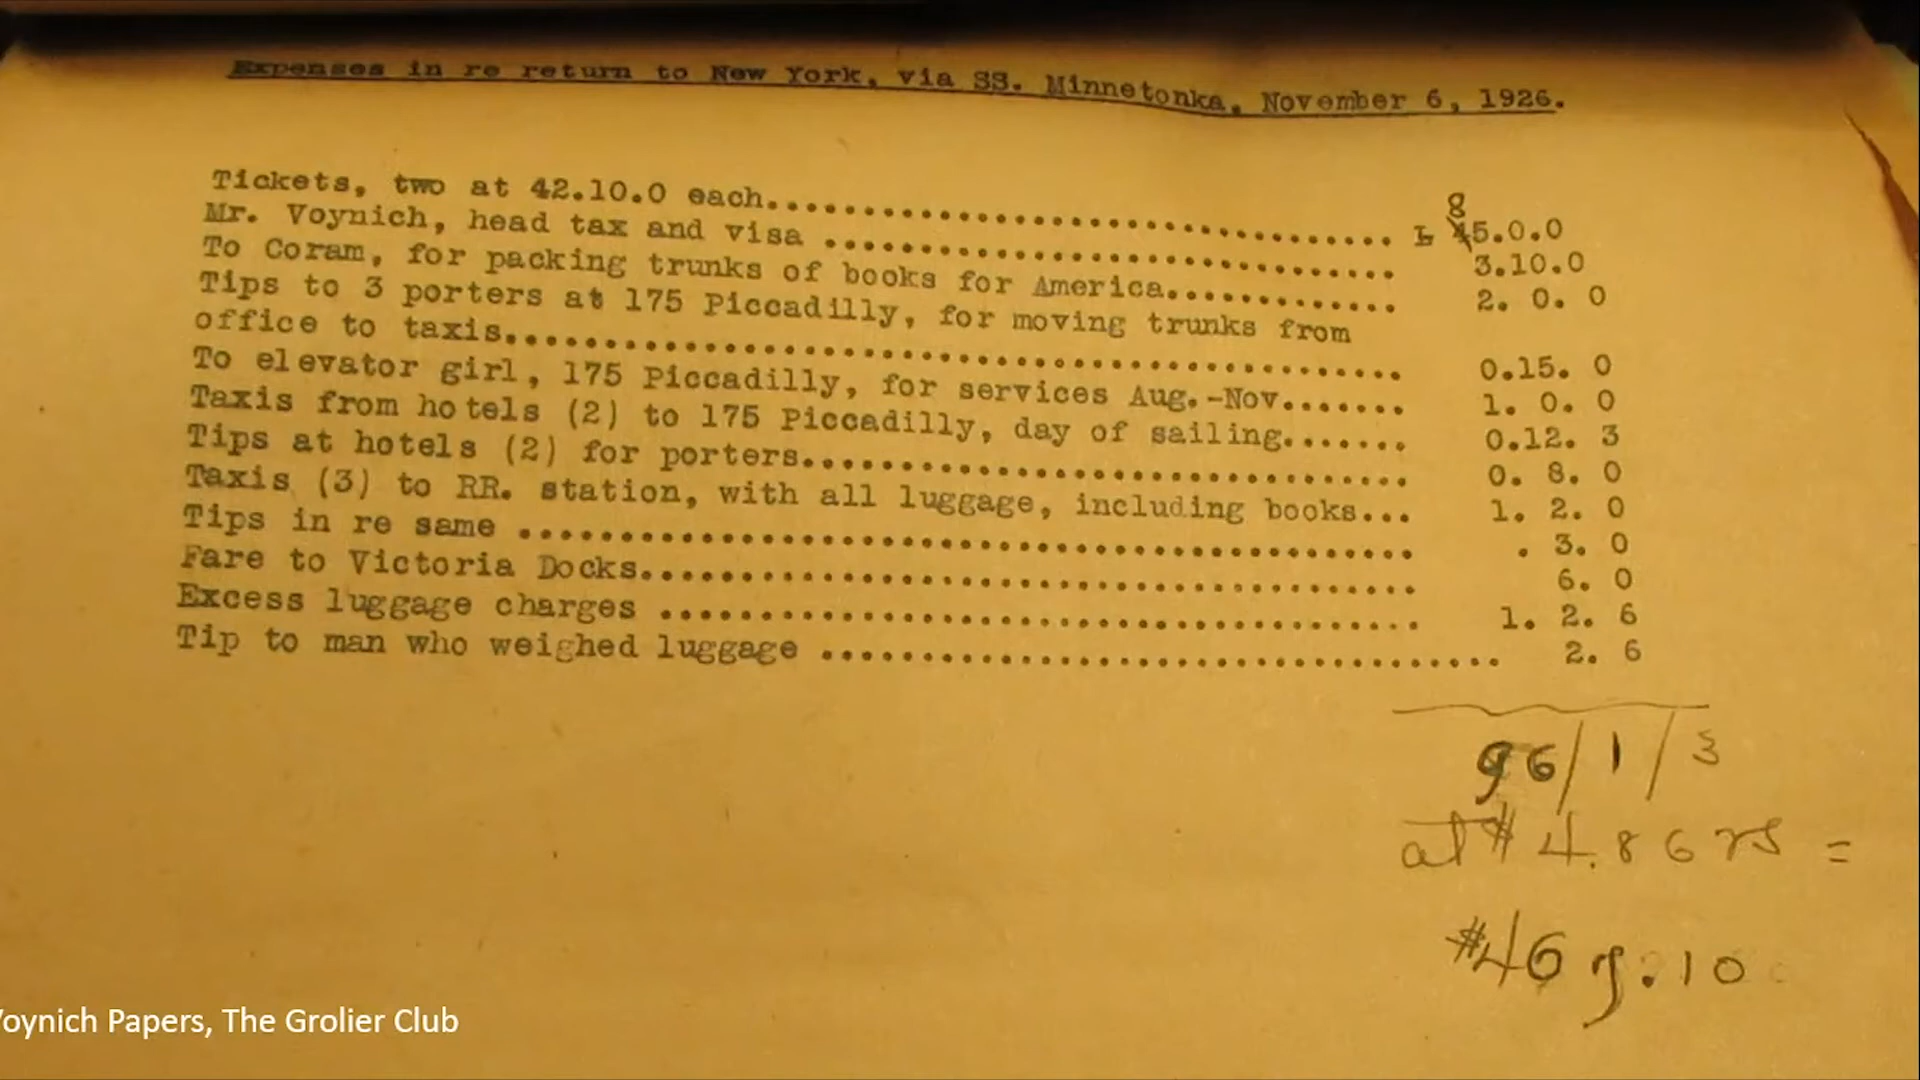 Expenses in re return to New York, via SS. Minnetonka, November 6, 1926.
Tickets, two at 42.10.0 each.......................................... L 85.0.0
Mr. Voynich, head tax and visa ....................................... 3.10.0
To Coram, for packing trunks of books for America............ 2. 0. 0
Tips to 3 porters at 175 Piccadilly, for moving trunks from
office to taxis.............................................. 0.15. 0
To elevator girl, 175 Piccadilly, for services Aug.-Nov....... 1. 0. 0
Taxis from hotels (2) to 175 Piccadilly, day of sailing....... 0.12. 3
Tips at hotels (2) for porters............................... 0. 8. 0
Taxis (3) to RR. station, with all luggage, including books... 1. 2. 0
Tips in re same .............................................. . 3. 0
Fare to Victoria Docks....................................... 6. 0
Excess luggage charges ....................................... 1. 2. 6
Tip to man who weighed luggage ................................... 2. 6
96/1/3
at $4.86 =
oynich Papers, The Grolier Club